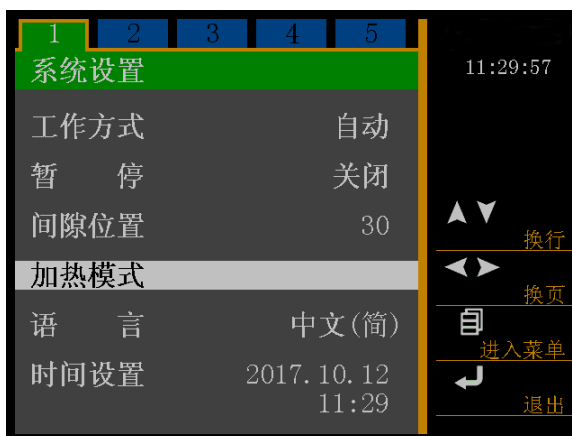 1 2 3 4 5
系统设置
11:29:57
工作方式 自动
暂 停 关闭
间隙位置 30
加热模式
语 言 中文(简)
时间设置 2017.10.12
11:29
换行
换页
进入菜单
退出